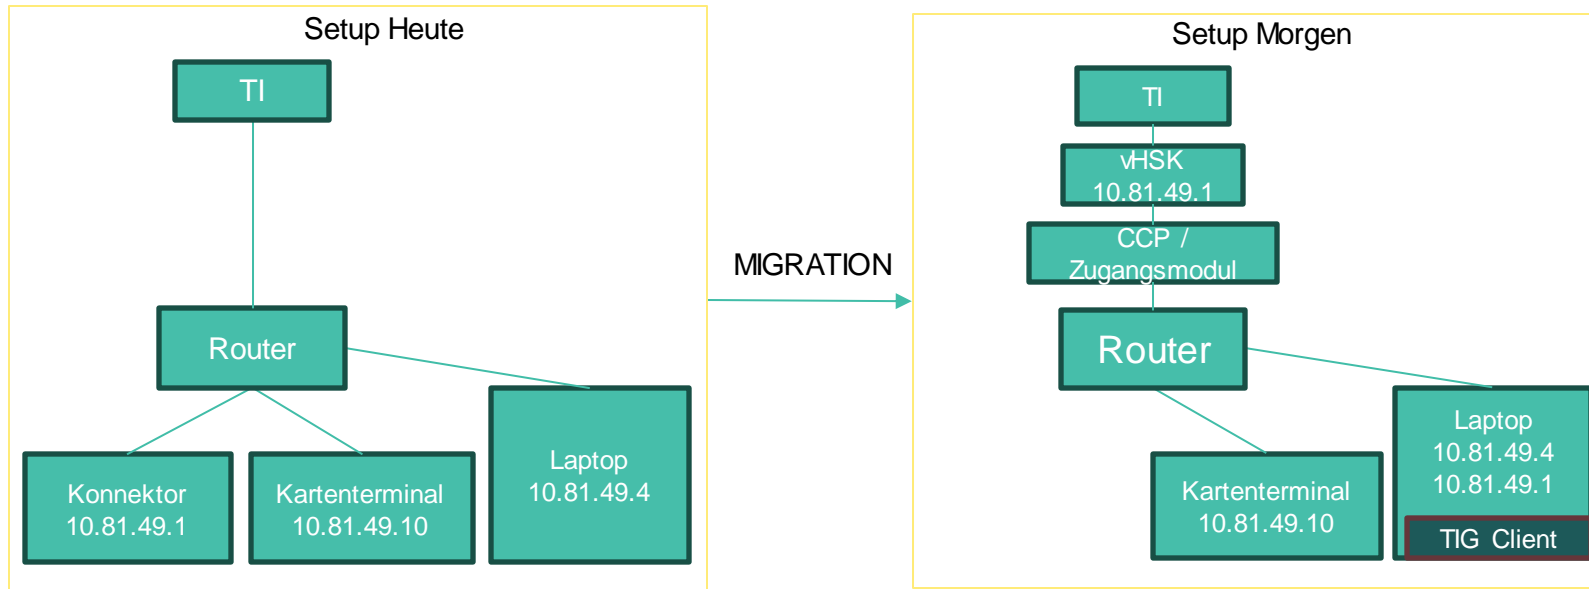 Setup Heute
TI
Router
Konnektor
10.81.49.1
Kartenterminal
10.81.49.10
Laptop
10.81.49.4
MIGRATION
Setup Morgen
TI
vHSK
10.81.49.1
CCP /
Zugangsmodul
Router
Kartenterminal
10.81.49.10
Laptop
10.81.49.4
10.81.49.1
TIG Client